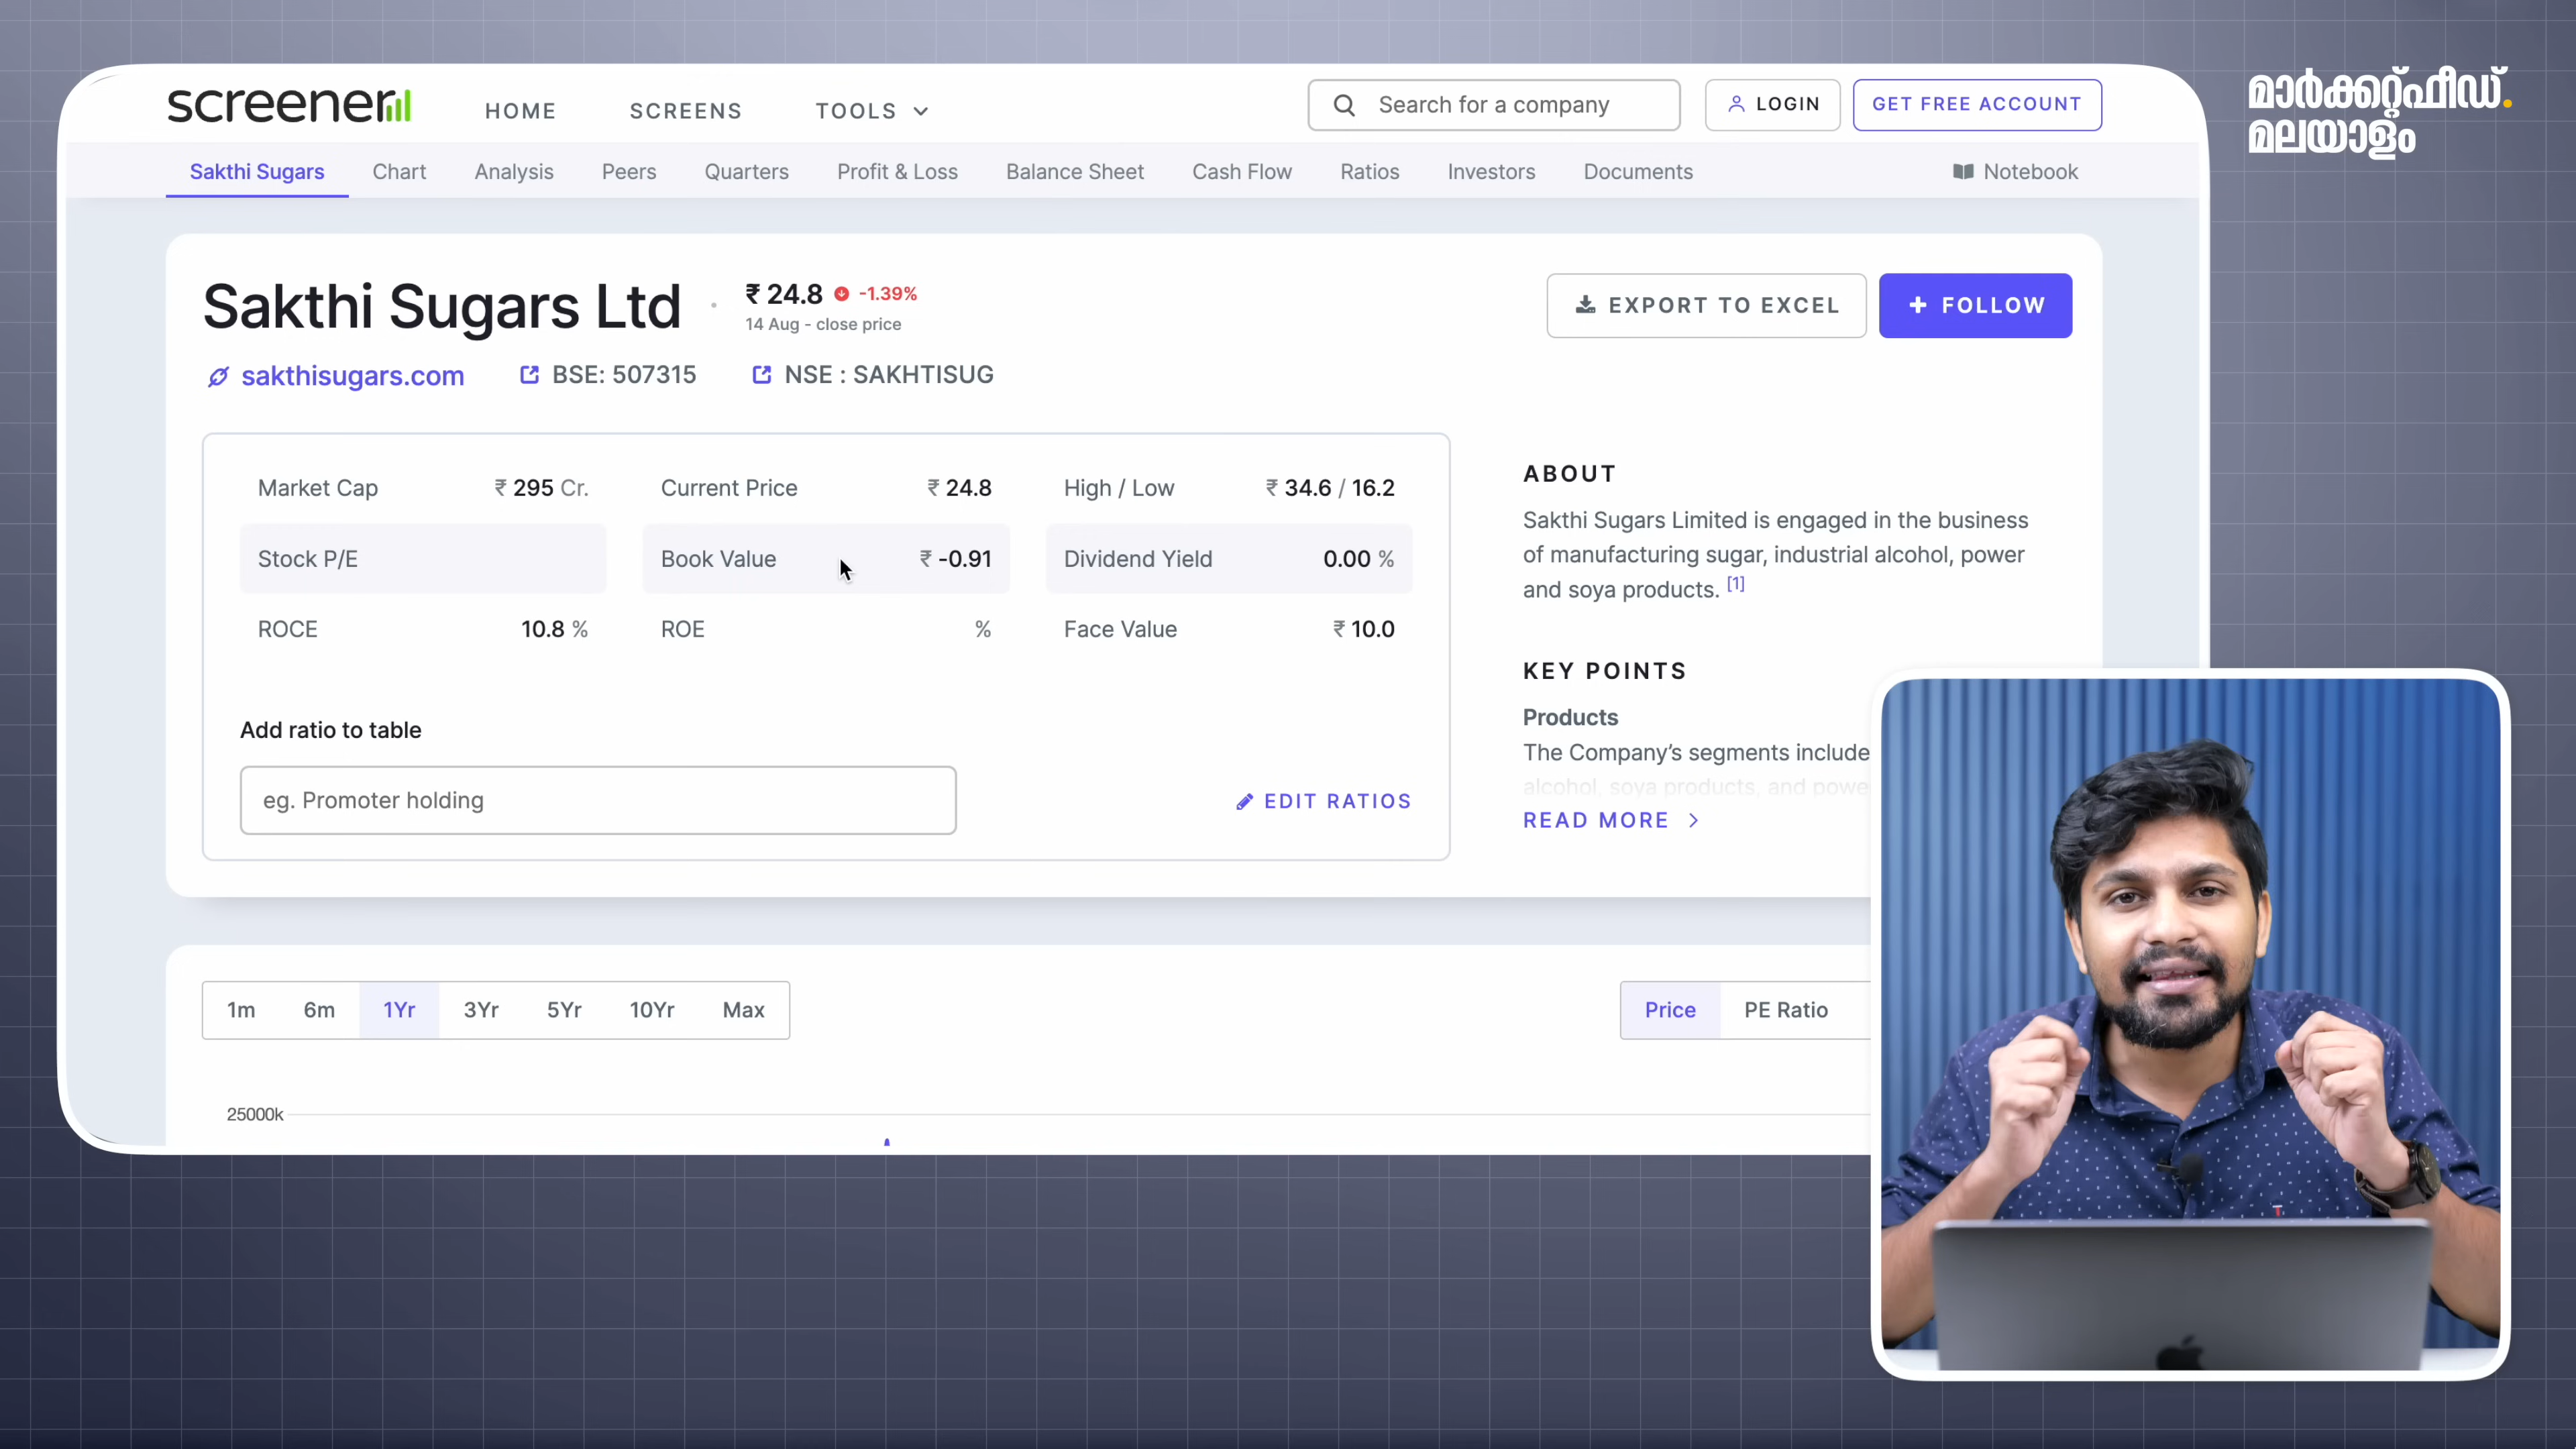 screener
HOME
SCREENS
TOOLS
Search for a company
LOGIN
GET FREE ACCOUNT
മാർക്കറ്റ്ഫീഡ്.
മലയാളം
Sakthi Sugars
Chart
Analysis
Peers
Quarters
Profit & Loss
Balance Sheet
Cash Flow
Ratios
Investors
Documents
Notebook
Sakthi Sugars Ltd
₹ 24.8 -1.39%
14 Aug - close price
EXPORT TO EXCEL
+ FOLLOW
sakthisugars.com
BSE: 507315
NSE : SAKHTISUG
Market Cap ₹ 295 Cr.
Current Price ₹ 24.8
High / Low ₹ 34.6 / 16.2
Stock P/E
Book Value ₹ -0.91
Dividend Yield 0.00 %
ROCE 10.8 %
ROE %
Face Value ₹ 10.0
Add ratio to table
eg. Promoter holding
EDIT RATIOS
ABOUT
Sakthi Sugars Limited is engaged in the business
of manufacturing sugar, industrial alcohol, power
and soya products. [1]
KEY POINTS
Products
The Company's segments include
alcohol, soya products, and powe
READ MORE
1m
6m
1Yr
3Yr
5Yr
10Yr
Max
Price
PE Ratio
25000k